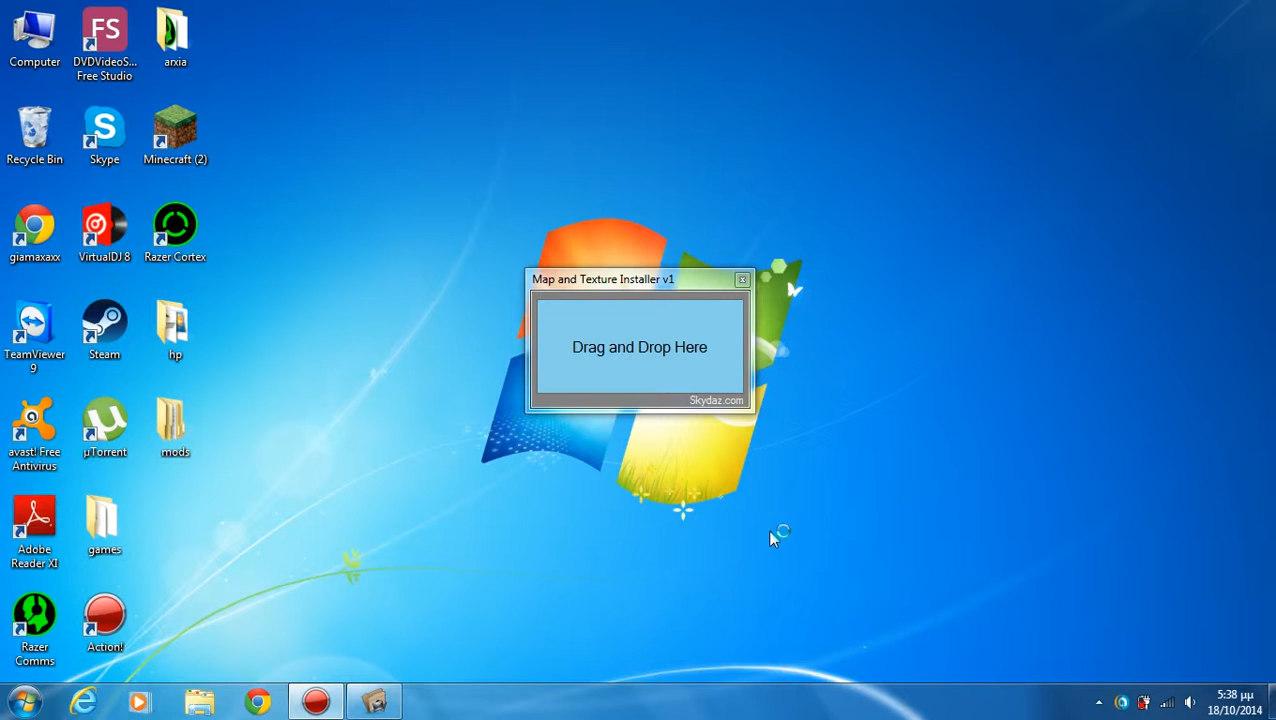 Computer
FS
DVDVideoS...
Free Studio
arxia
Recycle Bin
S
Skype
Minecraft (2)
giamaxaxx
VirtualDJ 8
Razer Cortex
TeamViewer
9
Steam
hp
avast! Free
Antivirus
µTorrent
mods
Adobe
Reader XI
games
Razer
Comms
Action!
Map and Texture Installer v1
Drag and Drop Here
Skydaz.com
5:38 μμ
18/10/2014